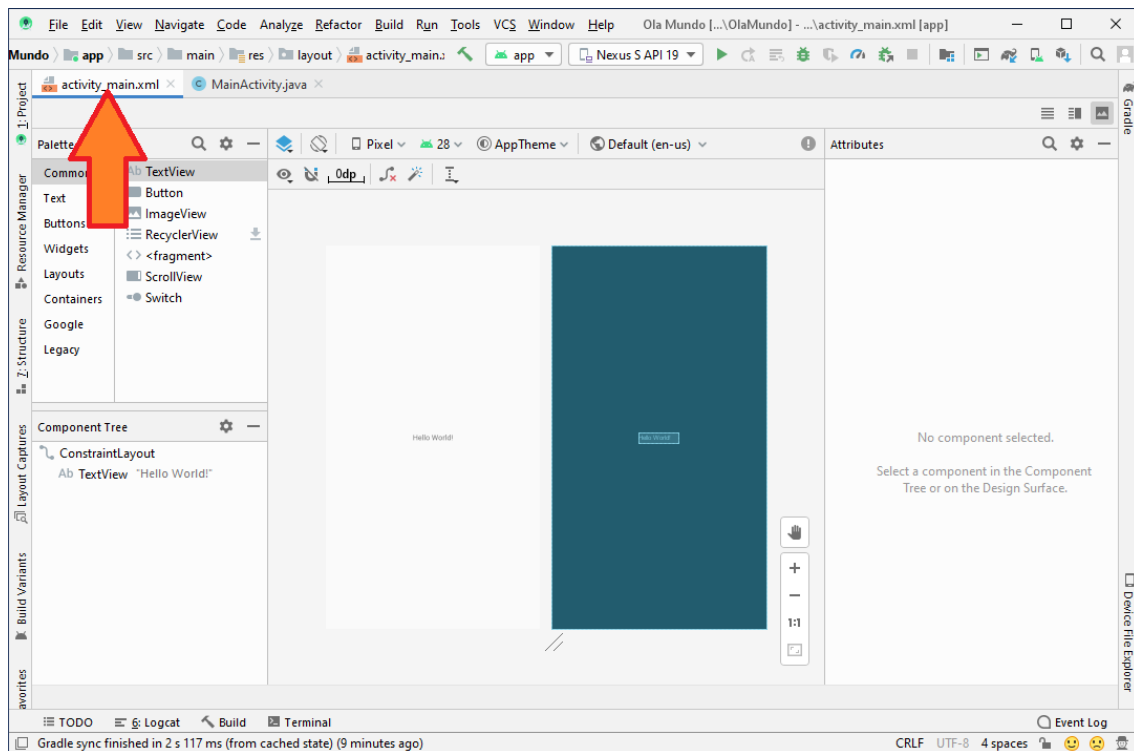 File Edit View Navigate Code Analyze Refactor Build Run Tools VCS Window Help Ola Mundo [...\OlaMundo] - ...\activity_main.xml [app]
Mundo app src main res layout activity_main.: app Nexus S API 19
activity_main.xml MainActivity.java
1: Project
Resource Manager
Z: Structure
Layout Captures
Build Variants
avorites
Palette
Common
Text
Buttons
Widgets
Layouts
Containers
Google
Legacy
Ab TextView
Button
ImageView
RecyclerView
<> <fragment>
ScrollView
Switch
Component Tree
ConstraintLayout
Ab TextView "Hello World!"
Pixel 28 AppTheme Default (en-us)
0dp
Hello World!
Hello World!
1:1
Attributes
No component selected.
Select a component in the Component
Tree or on the Design Surface.
Gradle
Device File Explorer
TODO 6: Logcat Build Terminal Event Log
Gradle sync finished in 2 s 117 ms (from cached state) (9 minutes ago) CRLF UTF-8 4 spaces